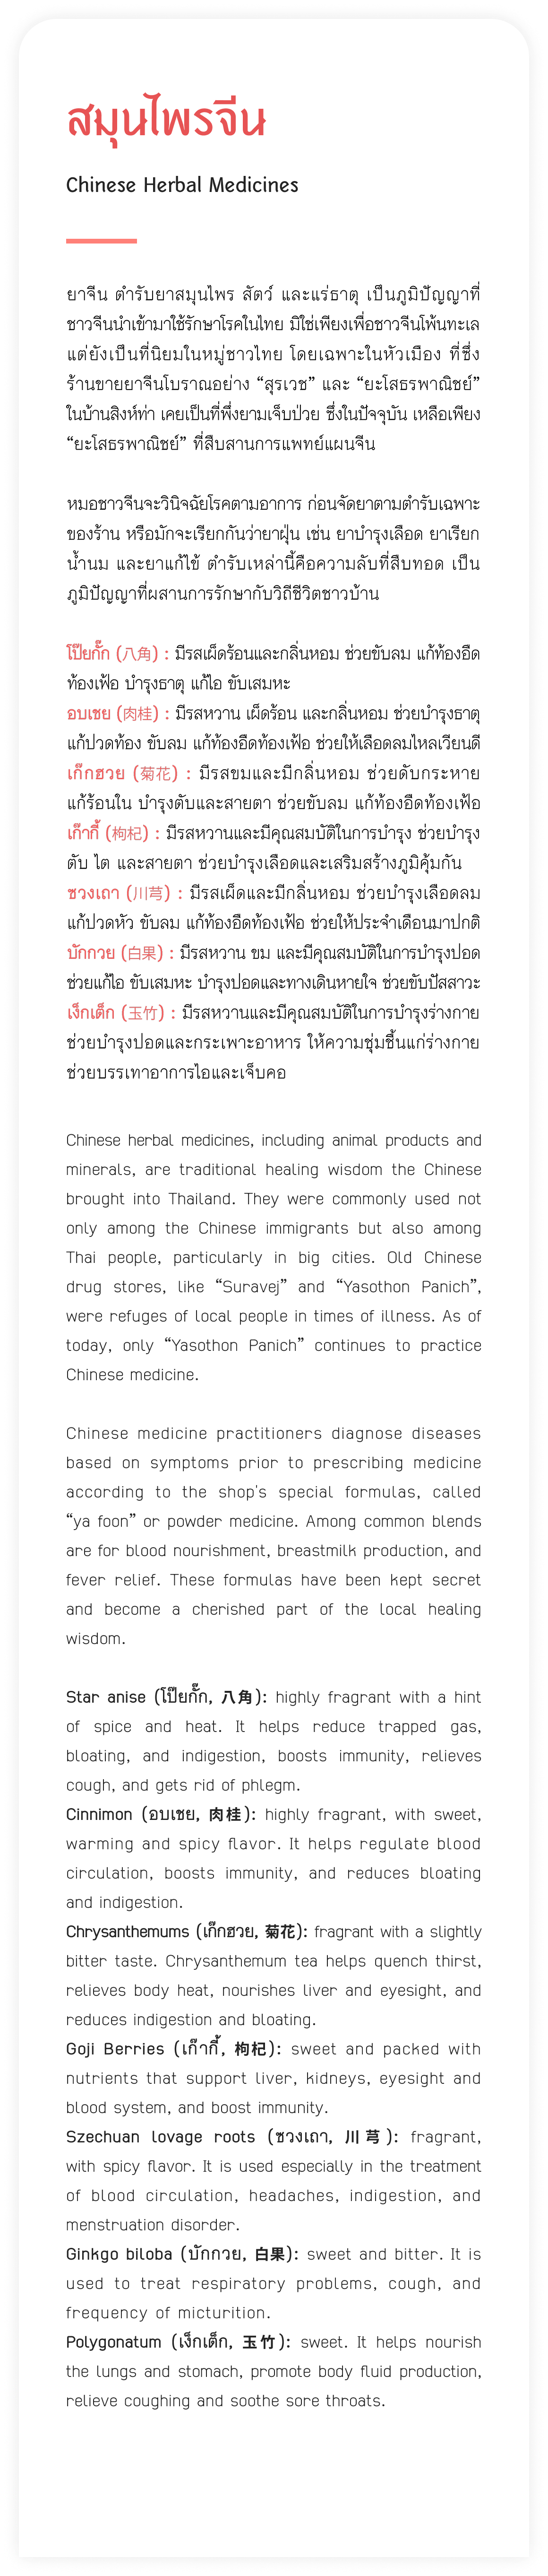 สมุนไพรจีน
Chinese Herbal Medicines
ยาจีน ตำรับยาสมุนไพร สัตว์ และแร่ธาตุ เป็นภูมิปัญญาที่
ชาวจีนนำเข้ามาใช้รักษาโรคในไทย มิใช่เพียงเพื่อชาวจีนโพ้นทะเล
แต่ยังเป็นที่นิยมในหมู่ชาวไทย โดยเฉพาะในหัวเมือง ที่ซึ่ง
ร้านขายยาจีนโบราณอย่าง “สุรเวช” และ “ยะโสธรพาณิชย์”
ในบ้านสิงห์ท่า เคยเป็นที่พึ่งยามเจ็บป่วย ซึ่งในปัจจุบัน เหลือเพียง
“ยะโสธรพาณิชย์” ที่สืบสานการแพทย์แผนจีน
หมอชาวจีนจะวินิจฉัยโรคตามอาการ ก่อนจัดยาตามตำรับเฉพาะ
ของร้าน หรือมักจะเรียกกันว่ายาฝุ่น เช่น ยาบำรุงเลือด ยาเรียก
น้ำนม และยาแก้ไข้ ตำรับเหล่านี้คือความลับที่สืบทอด เป็น
ภูมิปัญญาที่ผสานการรักษากับวิถีชีวิตชาวบ้าน
โป๊ยกั๊ก (八角) : มีรสเผ็ดร้อนและกลิ่นหอม ช่วยขับลม แก้ท้องอืด
ท้องเฟ้อ บำรุงธาตุ แก้ไอ ขับเสมหะ
อบเชย (肉桂) : มีรสหวาน เผ็ดร้อน และกลิ่นหอม ช่วยบำรุงธาตุ
แก้ปวดท้อง ขับลม แก้ท้องอืดท้องเฟ้อ ช่วยให้เลือดลมไหลเวียนดี
เก๊กฮวย (菊花) : มีรสขมและมีกลิ่นหอม ช่วยดับกระหาย
แก้ร้อนใน บำรุงตับและสายตา ช่วยขับลม แก้ท้องอืดท้องเฟ้อ
เก๊ากี้ (枸杞) : มีรสหวานและมีคุณสมบัติในการบำรุง ช่วยบำรุง
ตับ ไต และสายตา ช่วยบำรุงเลือดและเสริมสร้างภูมิคุ้มกัน
ชวงเถา (川芎) : มีรสเผ็ดและมีกลิ่นหอม ช่วยบำรุงเลือดลม
แก้ปวดหัว ขับลม แก้ท้องอืดท้องเฟ้อ ช่วยให้ประจำเดือนมาปกติ
บักกวย (白果) : มีรสหวาน ขม และมีคุณสมบัติในการบำรุงปอด
ช่วยแก้ไอ ขับเสมหะ บำรุงปอดและทางเดินหายใจ ช่วยขับปัสสาวะ
เง็กเต็ก (玉竹) : มีรสหวานและมีคุณสมบัติในการบำรุงร่างกาย
ช่วยบำรุงปอดและกระเพาะอาหาร ให้ความชุ่มชื้นแก่ร่างกาย
ช่วยบรรเทาอาการไอและเจ็บคอ
Chinese herbal medicines, including animal products and
minerals, are traditional healing wisdom the Chinese
brought into Thailand. They were commonly used not
only among the Chinese immigrants but also among
Thai people, particularly in big cities. Old Chinese
drug stores, like “Suravej” and “Yasothon Panich”,
were refuges of local people in times of illness. As of
today, only “Yasothon Panich” continues to practice
Chinese medicine.
Chinese medicine practitioners diagnose diseases
based on symptoms prior to prescribing medicine
according to the shop's special formulas, called
“ya foon” or powder medicine. Among common blends
are for blood nourishment, breastmilk production, and
fever relief. These formulas have been kept secret
and become a cherished part of the local healing
wisdom.
Star anise (โป๊ยกั๊ก, 八角): highly fragrant with a hint
of spice and heat. It helps reduce trapped gas,
bloating, and indigestion, boosts immunity, relieves
cough, and gets rid of phlegm.
Cinnimon (อบเชย, 肉桂): highly fragrant, with sweet,
warming and spicy flavor. It helps regulate blood
circulation, boosts immunity, and reduces bloating
and indigestion.
Chrysanthemums (เก๊กฮวย, 菊花): fragrant with a slightly
bitter taste. Chrysanthemum tea helps quench thirst,
relieves body heat, nourishes liver and eyesight, and
reduces indigestion and bloating.
Goji Berries (เก๊ากี้, 枸杞): sweet and packed with
nutrients that support liver, kidneys, eyesight and
blood system, and boost immunity.
Szechuan lovage roots (ชวงเถา, 川芎): fragrant,
with spicy flavor. It is used especially in the treatment
of blood circulation, headaches, indigestion, and
menstruation disorder.
Ginkgo biloba (บักกวย, 白果): sweet and bitter. It is
used to treat respiratory problems, cough, and
frequency of micturition.
Polygonatum (เง็กเต็ก, 玉竹): sweet. It helps nourish
the lungs and stomach, promote body fluid production,
relieve coughing and soothe sore throats.